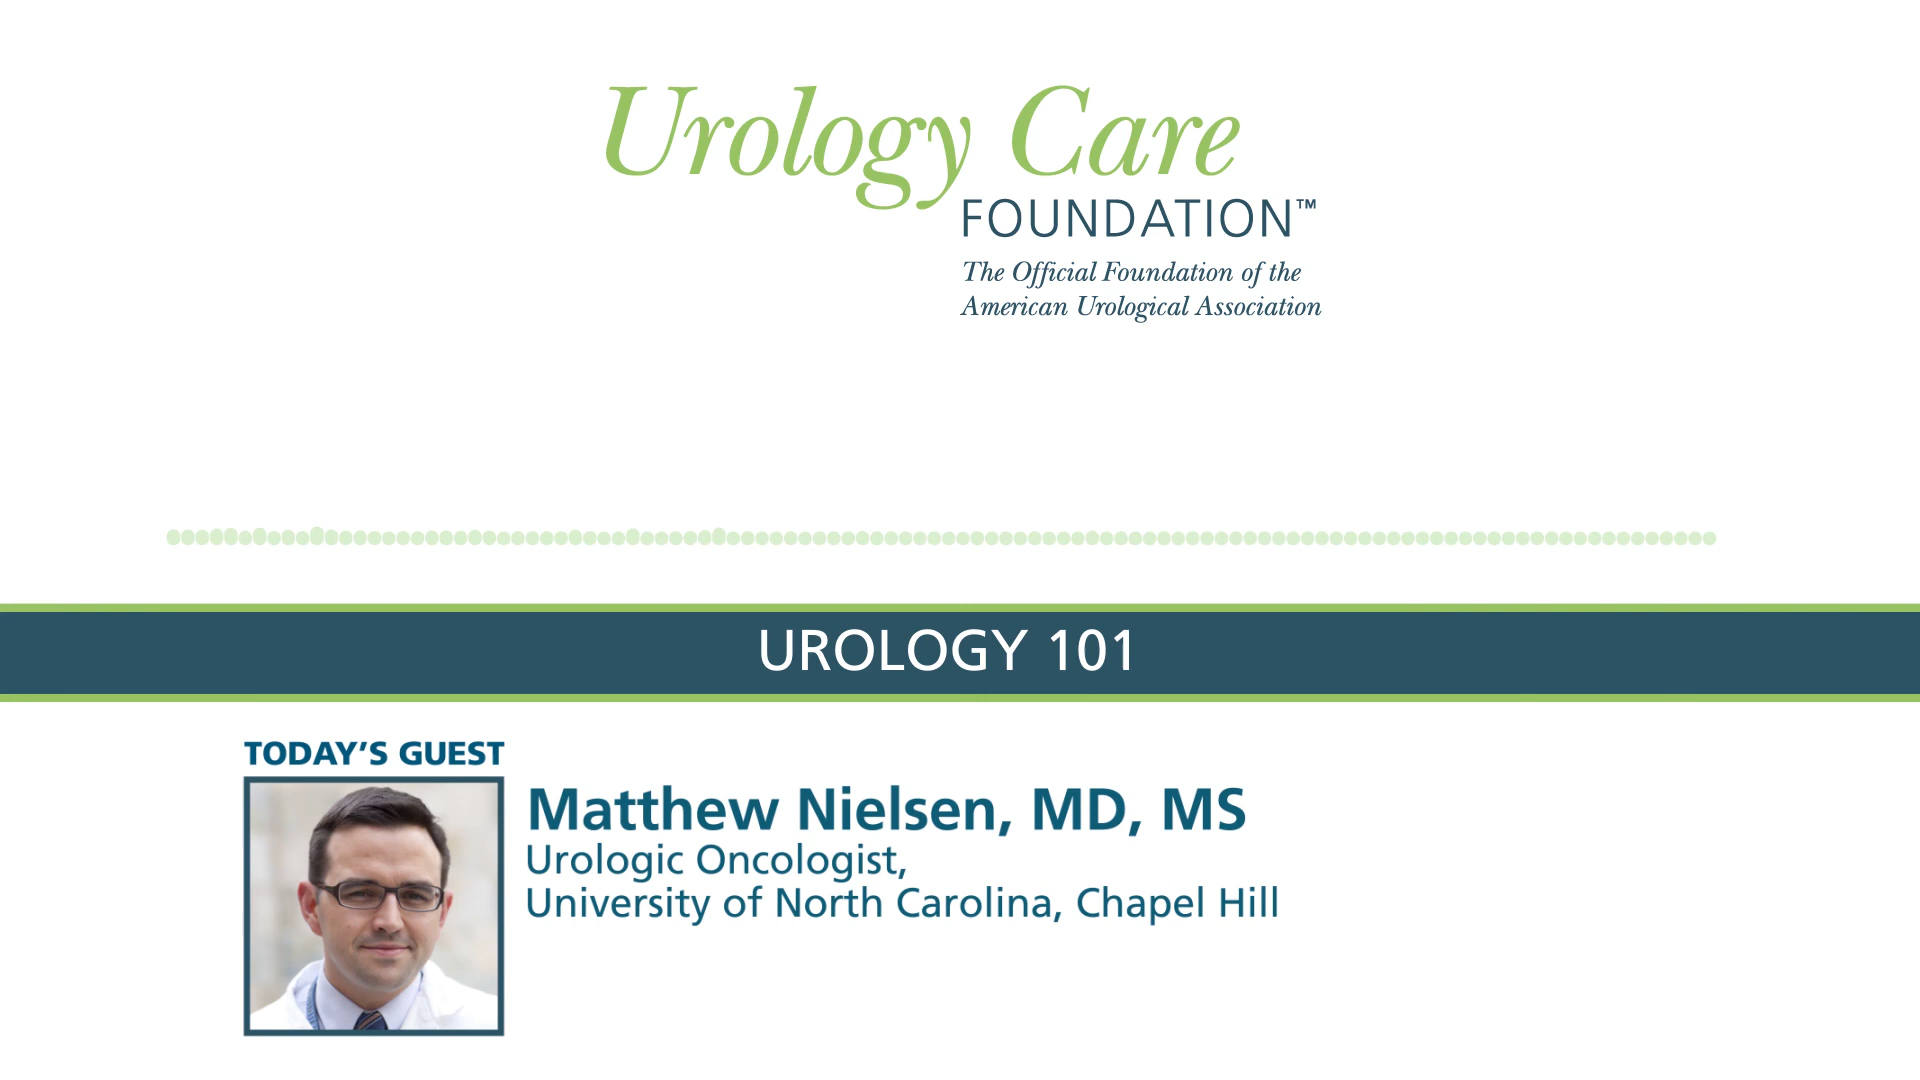 Urology Care
FOUNDATION™
The Official Foundation of the
American Urological Association
UROLOGY 101
TODAY'S GUEST
Matthew Nielsen, MD, MS
Urologic Oncologist,
University of North Carolina, Chapel Hill